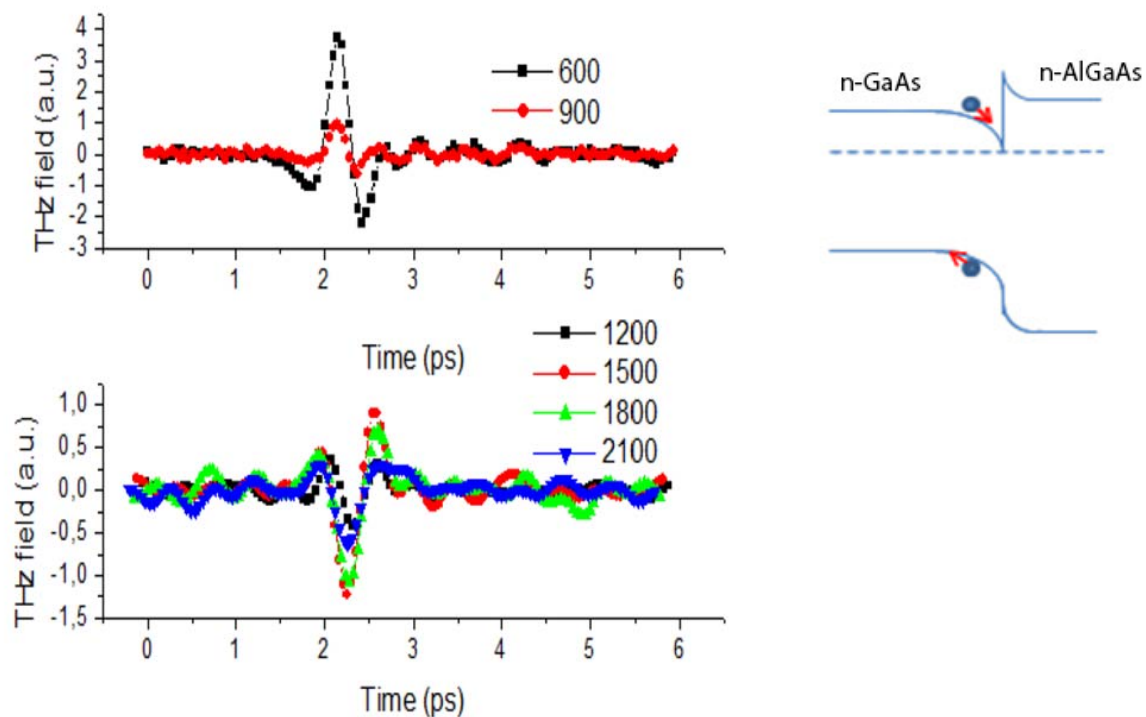 THz field (a.u.)
4
3
2
1
0
-1
-2
-3
600
900
0 1 2 3 4 5 6
Time (ps)
n-GaAs
n-AlGaAs
THz field (a.u.)
1,0
0,5
0,0
-0,5
-1,0
-1,5
1200
1500
1800
2100
0 1 2 3 4 5 6
Time (ps)